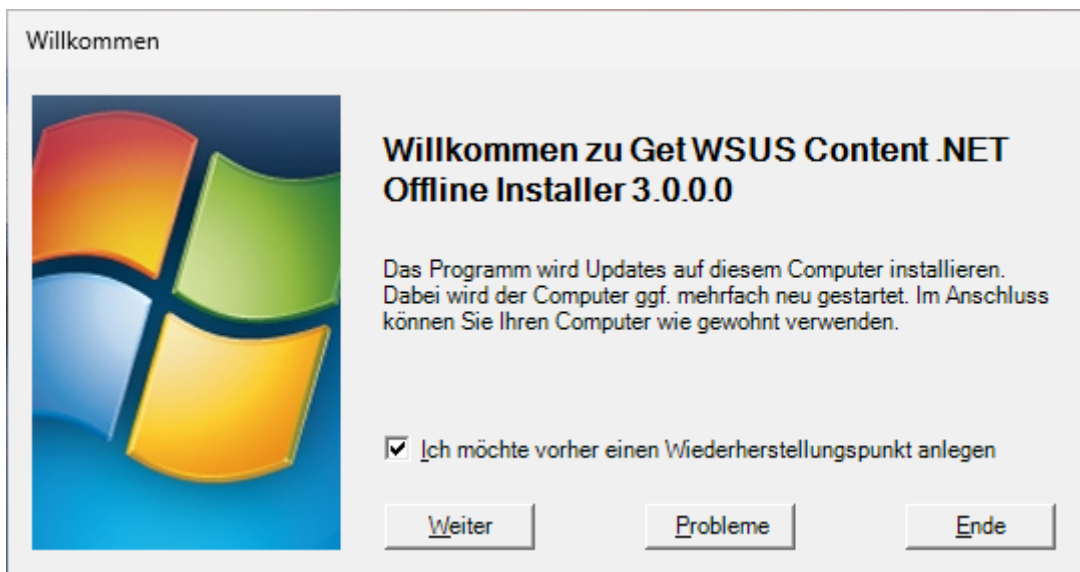 Willkommen
Willkommen zu Get WSUS Content .NET
Offline Installer 3.0.0.0
Das Programm wird Updates auf diesem Computer installieren.
Dabei wird der Computer ggf. mehrfach neu gestartet. Im Anschluss
können Sie Ihren Computer wie gewohnt verwenden.
Ich möchte vorher einen Wiederherstellungspunkt anlegen
Weiter
Probleme
Ende